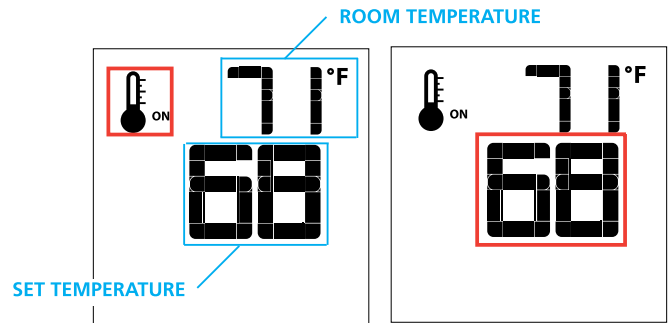 ROOM TEMPERATURE
71°F
ON
68
SET TEMPERATURE
71°F
ON
68